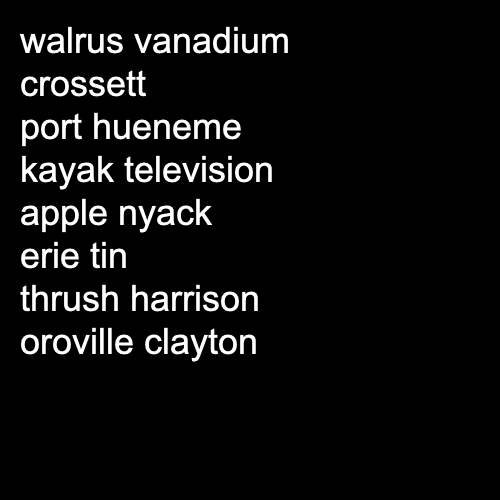 walrus vanadium
crossett
port hueneme
kayak television
apple nyack
erie tin
thrush harrison
oroville clayton